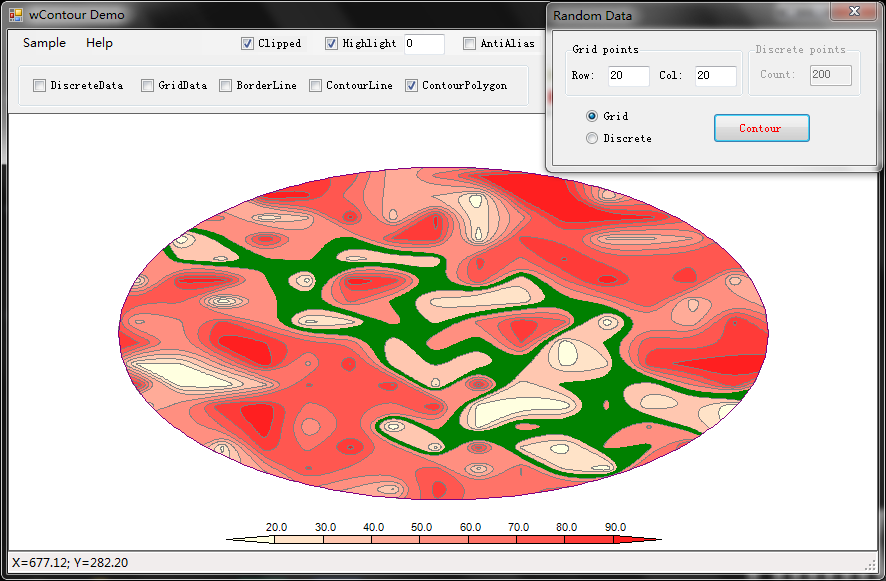 wContour Demo
Sample Help Clipped Highlight 0 AntiAlias
DiscreteData GridData BorderLine ContourLine ContourPolygon
Random Data
Grid points Discrete points
Row: 20 Col: 20 Count: 200
Grid
Discrete
Contour
20.0 30.0 40.0 50.0 60.0 70.0 80.0 90.0
X=677.12; Y=282.20